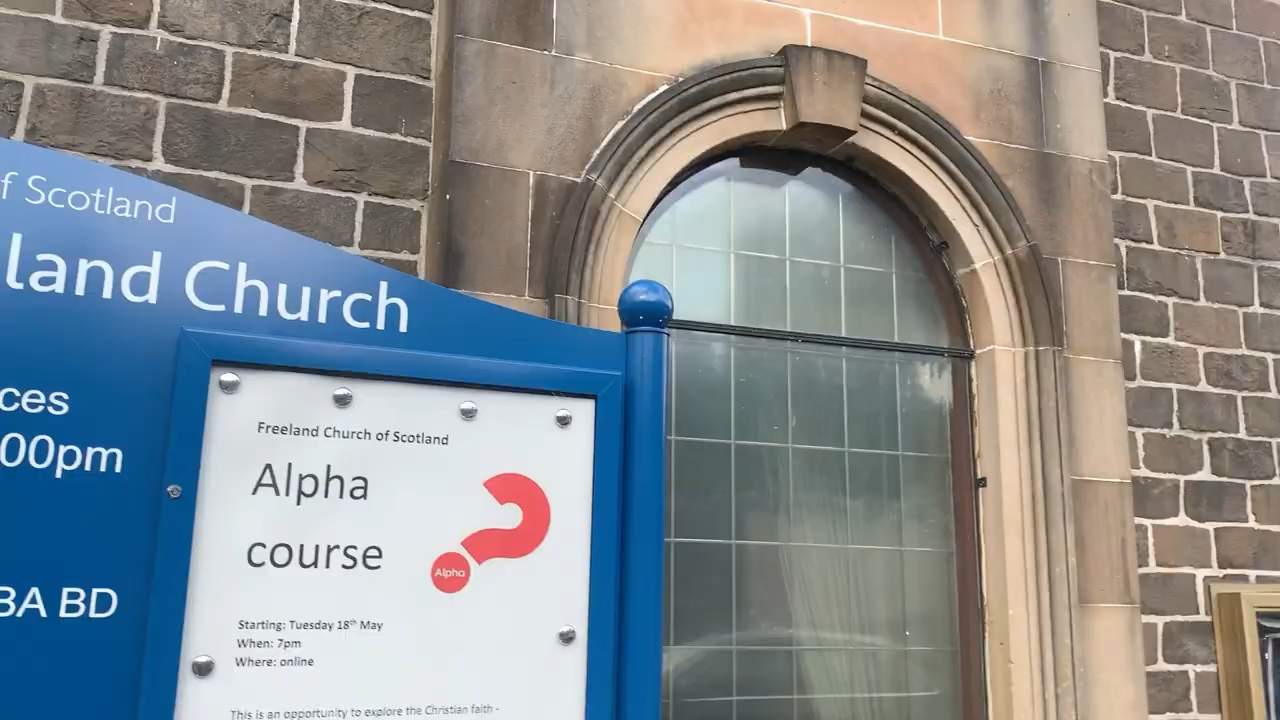 f Scotland
land Church
ces
00pm
BA BD
Freeland Church of Scotland
Alpha
course
Alpha
Starting: Tuesday 18th May
When: 7pm
Where: online
This is an opportunity to explore the Christian faith -